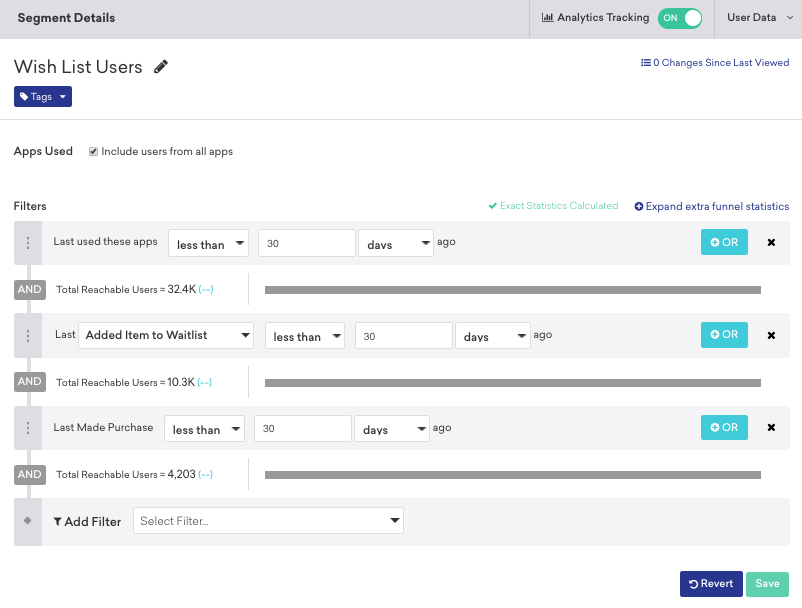 Segment Details
Analytics Tracking ON
User Data
Wish List Users
0 Changes Since Last Viewed
Tags
Apps Used Include users from all apps
Filters
Exact Statistics Calculated
Expand extra funnel statistics
Last used these apps less than 30 days ago OR
AND Total Reachable Users = 32.4K (--)
Last Added Item to Waitlist less than 30 days ago OR
AND Total Reachable Users = 10.3K (--)
Last Made Purchase less than 30 days ago OR
AND Total Reachable Users = 4,203 (--)
Add Filter Select Filter...
Revert Save